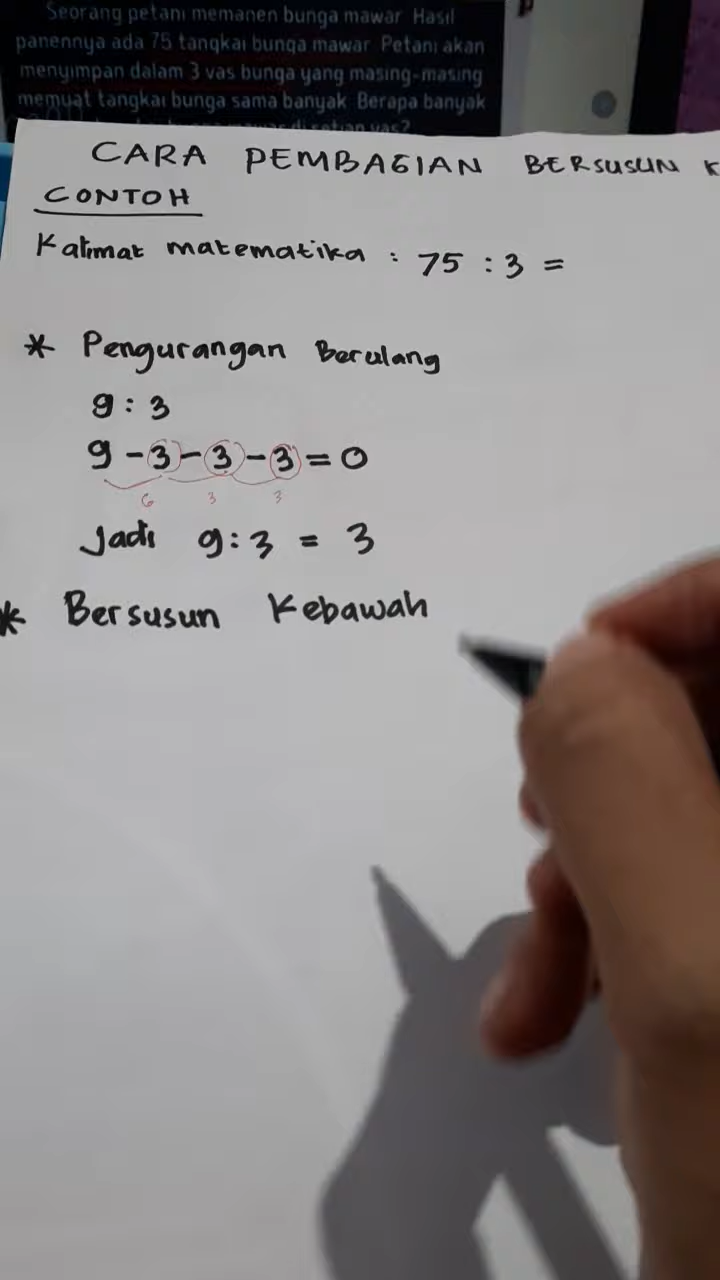 Seorang petani memanen bunga mawar Hasil
panennya ada 75 tangkai bunga mawar Petani akan
menyimpan dalam 3 vas bunga yang masing-masing
memuat tangkai bunga sama banyak Berapa banyak
CARA PEMBAGIAN BERSUSUN K
CONTOH
Kalimat matematika : 75 : 3 =
* Pengurangan Berulang
9 : 3
9 - 3 - 3 - 3 = 0
6 3 3
Jadi 9 : 3 = 3
* Bersusun Kebawah